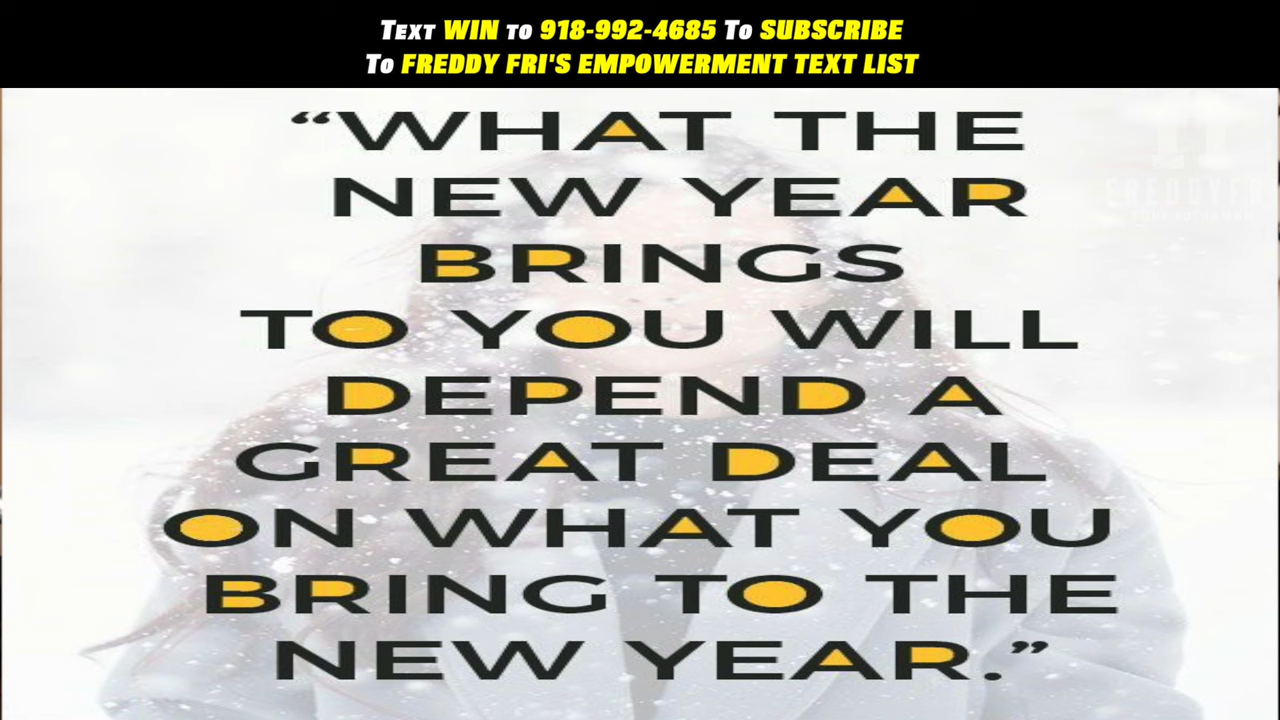 Text WIN to 918-992-4685 To SUBSCRIBE
To FREDDY FRI'S EMPOWERMENT TEXT LIST
“WHAT THE
NEW YEAR
BRINGS
TO YOU WILL
DEPEND A
GREAT DEAL
ON WHAT YOU
BRING TO THE
NEW YEAR.”